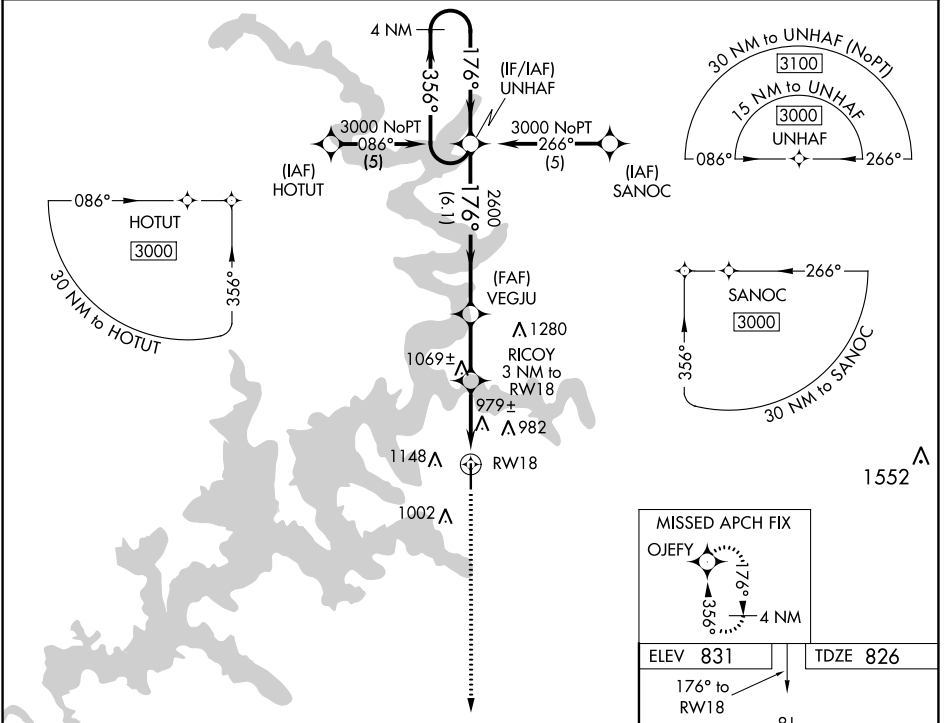 4 NM
356°
176°
(IF/IAF)
UNHAF
3000 NoPT
086°
(5)
(IAF)
HOTUT
3000 NoPT
266°
(5)
(IAF)
SANOC
30 NM to UNHAF (NoPT)
3100
15 NM to UNHAF
3000
UNHAF
086°
266°
086°
HOTUT
3000
356°
30 NM to HOTUT
2600
176°
(6.1)
(FAF)
VEGJU
266°
SANOC
3000
356°
30 NM to SANOC
1280
1069±
RICOY
3 NM to
RW18
979±
982
1148
RW18
1002
1552
MISSED APCH FIX
OJEFY
176°
356°
4 NM
ELEV 831
TDZE 826
176° to
RW18